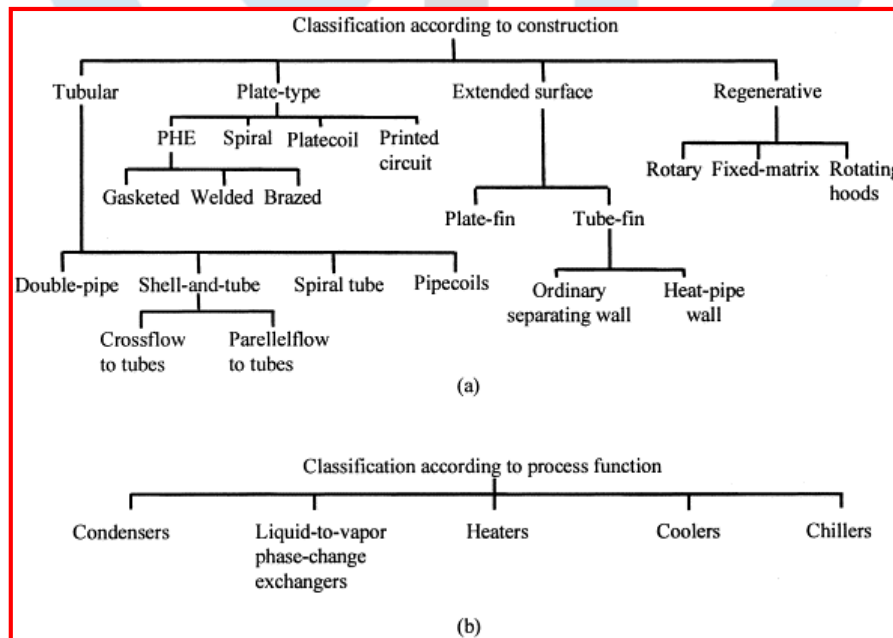 Classification according to construction
Tubular Plate-type Extended surface Regenerative
PHE Spiral Platecoil Printed
circuit
Rotary Fixed-matrix Rotating
hoods
Gasketed Welded Brazed
Plate-fin Tube-fin
Double-pipe Shell-and-tube Spiral tube Pipecoils
Ordinary
separating wall
Heat-pipe
wall
Crossflow
to tubes
Parellelflow
to tubes
(a)
Classification according to process function
Condensers
Liquid-to-vapor
phase-change
exchangers
Heaters
Coolers
Chillers
(b)